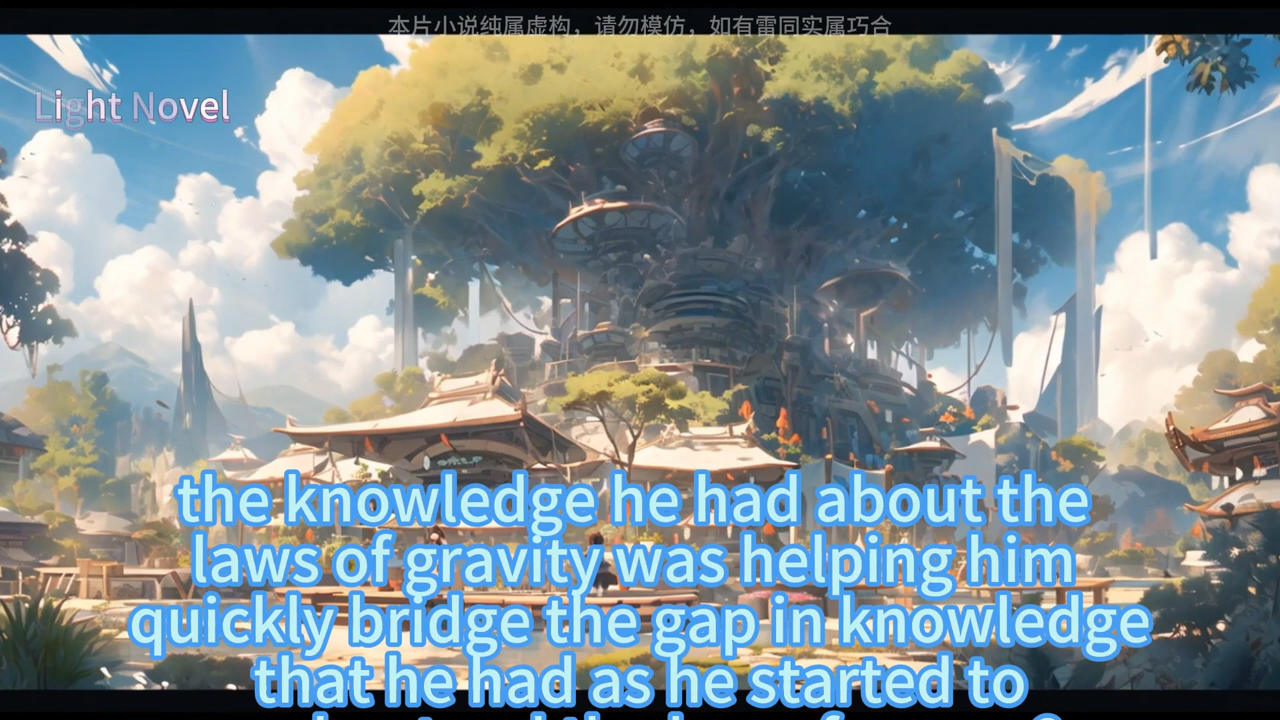 本片小说纯属虚构，请勿模仿，如有雷同实属巧合
Light Novel
the knowledge he had about the
laws of gravity was helping him
quickly bridge the gap in knowledge
that he had as he started to